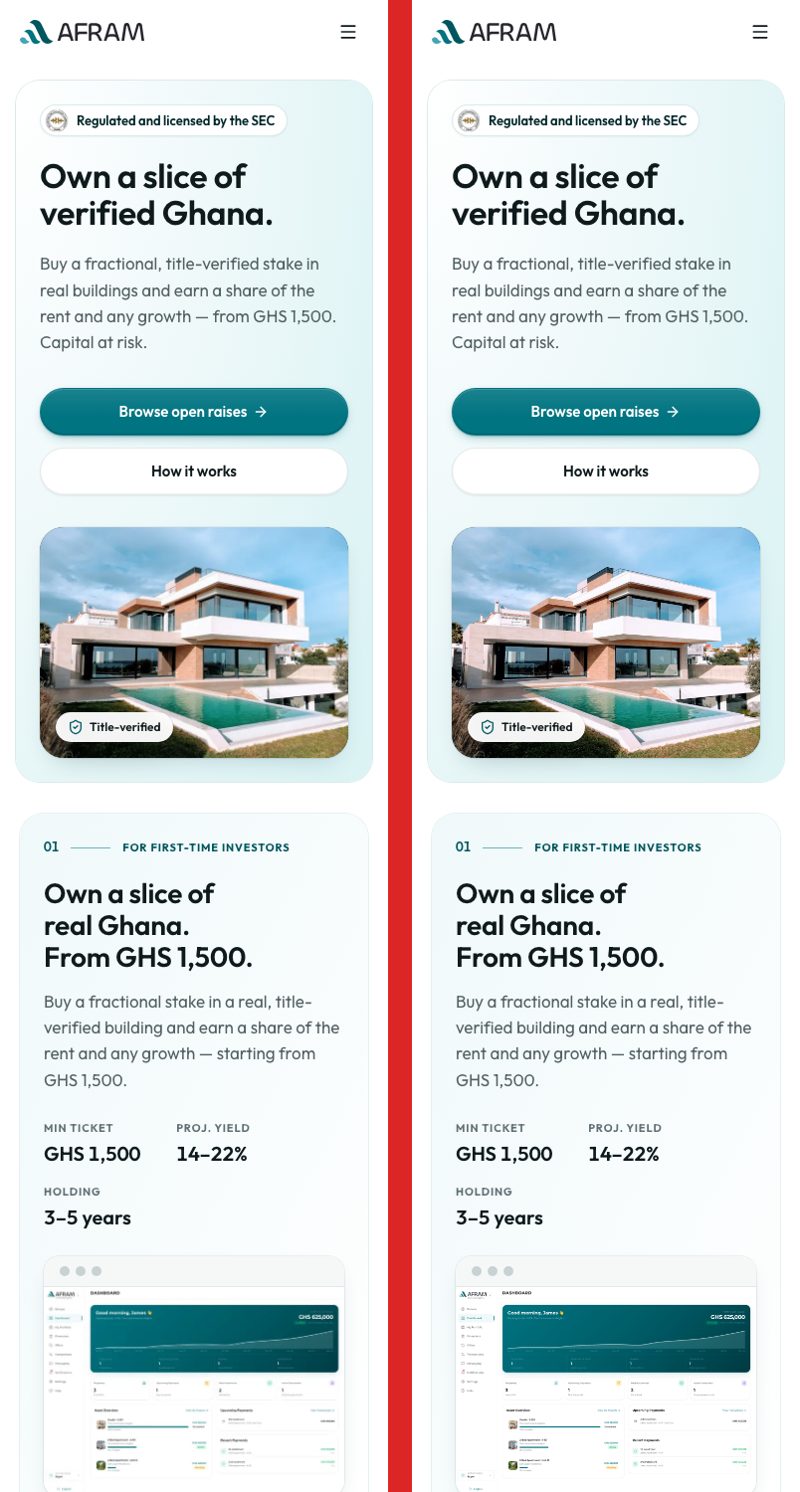 AFRAM
Regulated and licensed by the SEC
Own a slice of
verified Ghana.
Buy a fractional, title-verified stake in
real buildings and earn a share of the
rent and any growth — from GHS 1,500.
Capital at risk.
Browse open raises →
How it works
Title-verified
01
FOR FIRST-TIME INVESTORS
Own a slice of
real Ghana.
From GHS 1,500.
Buy a fractional stake in a real, title-
verified building and earn a share of the
rent and any growth — starting from
GHS 1,500.
MIN TICKET
PROJ. YIELD
GHS 1,500
14–22%
HOLDING
3–5 years
AFRAM
DASHBOARD
Good morning, James
GHS 625,000
AFRAM
Regulated and licensed by the SEC
Own a slice of
verified Ghana.
Buy a fractional, title-verified stake in
real buildings and earn a share of the
rent and any growth — from GHS 1,500.
Capital at risk.
Browse open raises →
How it works
Title-verified
01
FOR FIRST-TIME INVESTORS
Own a slice of
real Ghana.
From GHS 1,500.
Buy a fractional stake in a real, title-
verified building and earn a share of the
rent and any growth — starting from
GHS 1,500.
MIN TICKET
PROJ. YIELD
GHS 1,500
14–22%
HOLDING
3–5 years
AFRAM
DASHBOARD
Good morning, James
GHS 625,000